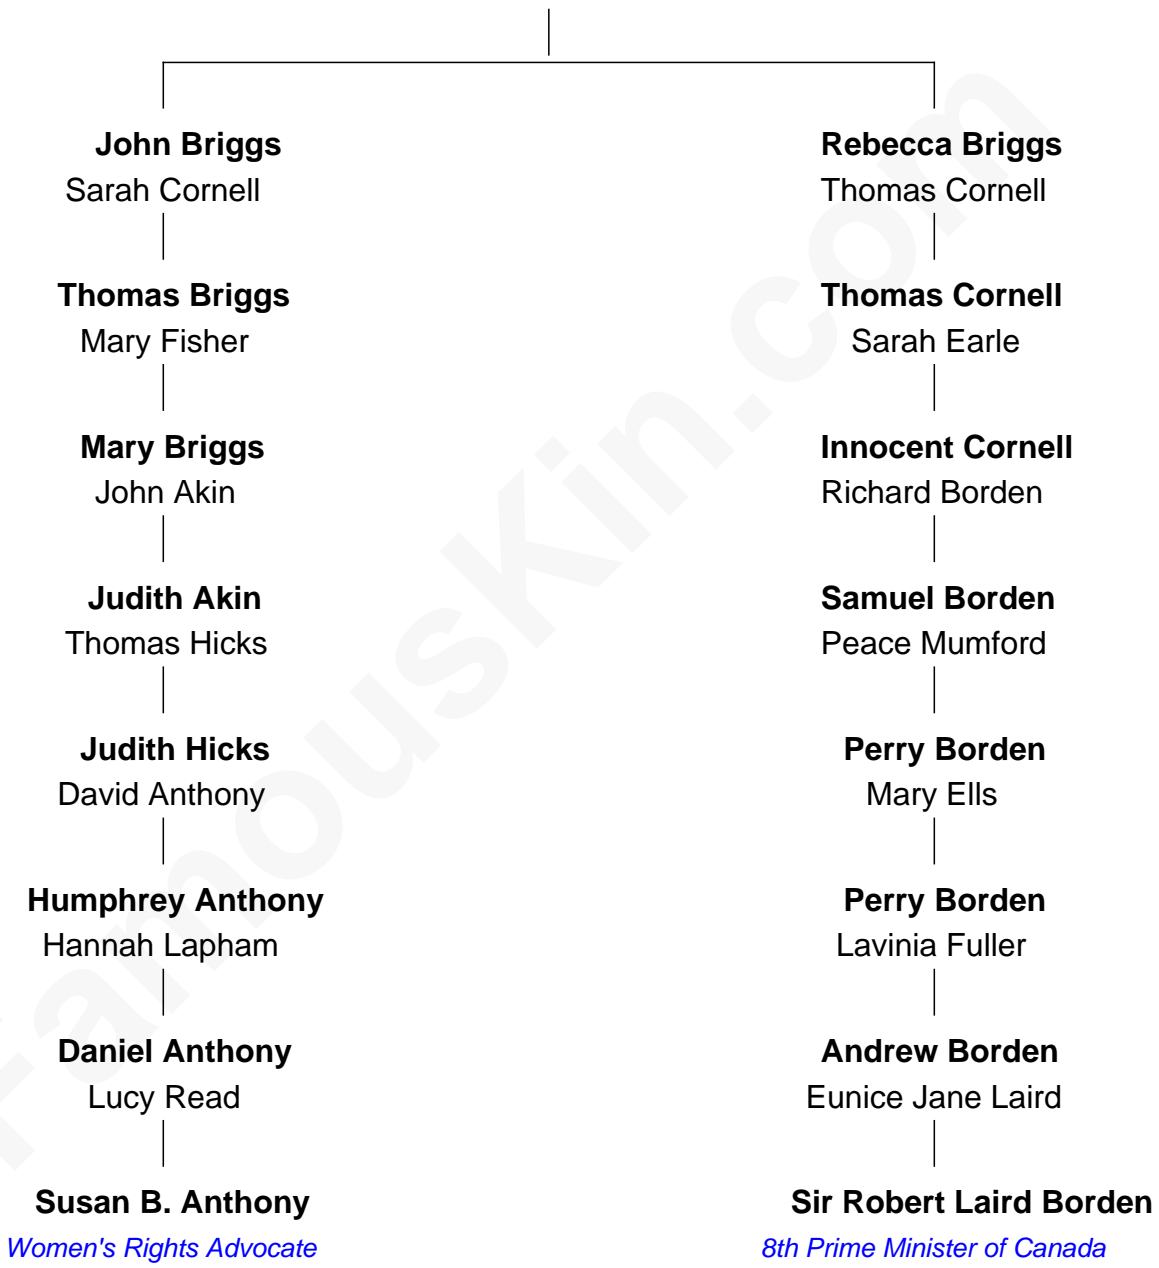 John Briggs
Sarah Cornell
Thomas Briggs
Mary Fisher
Mary Briggs
John Akin
Judith Akin
Thomas Hicks
Judith Hicks
David Anthony
Humphrey Anthony
Hannah Lapham
Daniel Anthony
Lucy Read
Susan B. Anthony
Women's Rights Advocate
Rebecca Briggs
Thomas Cornell
Thomas Cornell
Sarah Earle
Innocent Cornell
Richard Borden
Samuel Borden
Peace Mumford
Perry Borden
Mary Ells
Perry Borden
Lavinia Fuller
Andrew Borden
Eunice Jane Laird
Sir Robert Laird Borden
8th Prime Minister of Canada
FamousKin.com